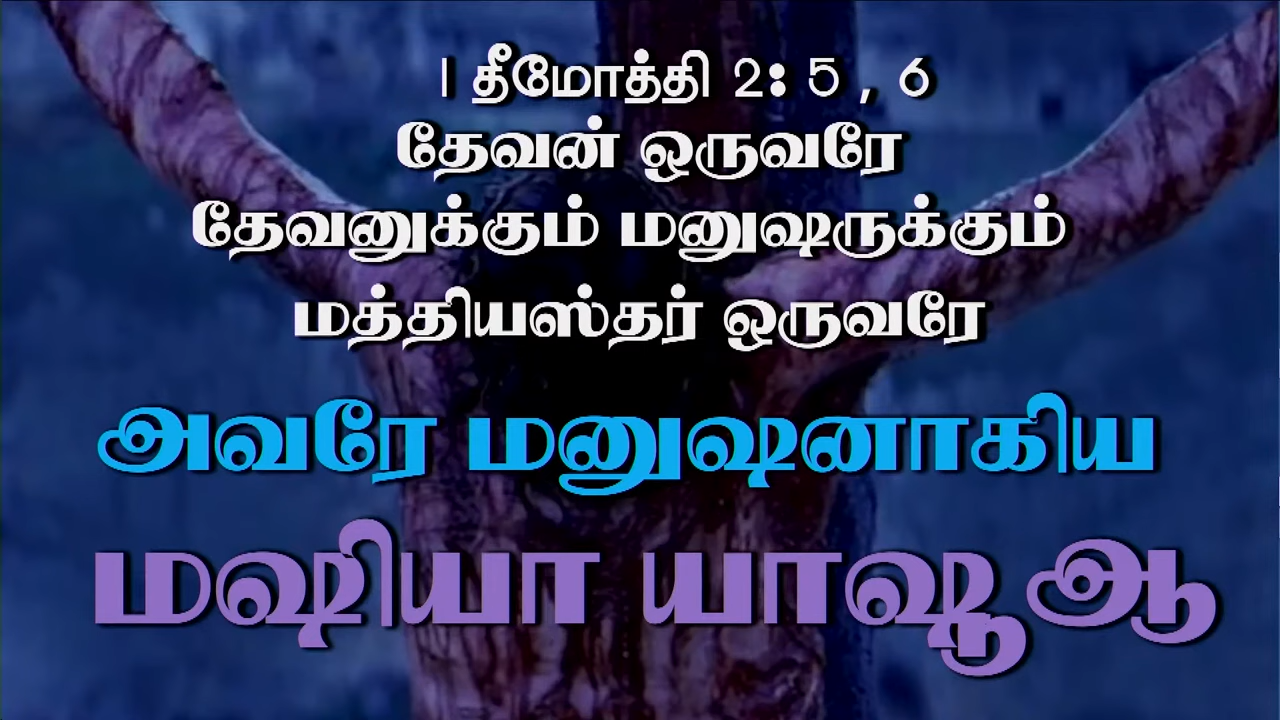 I தீமோத்தி 2: 5 , 6
தேவன் ஒருவரே
தேவனுக்கும் மனுஷருக்கும்
மத்தியஸ்தர் ஒருவரே
அவரே மனுஷனாகிய
மஷியா யாஷூஆ